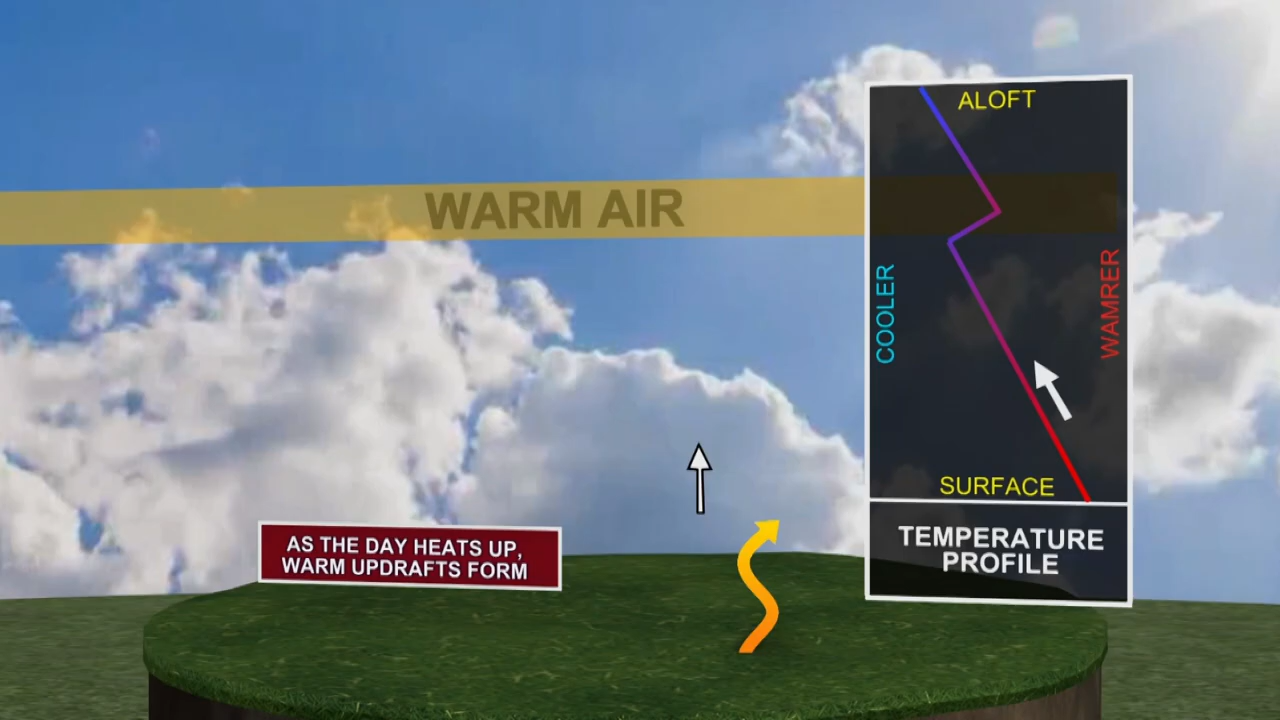 WARM AIR
ALOFT
COOLER
WAMRER
SURFACE
TEMPERATURE
PROFILE
AS THE DAY HEATS UP,
WARM UPDRAFTS FORM